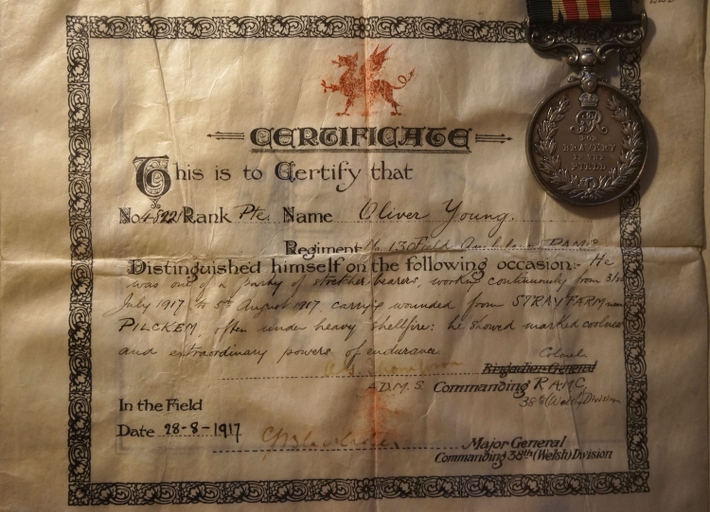 CERTIFICATE
This is to Certify that
No Rank Pte. Name Oliver Young.
Regiment 13 Field RAMC
Distinguished himself on the following occasion:- He
was one of a party of stretcher bearers, working continuously from
July 1917 to 5th August 1917 carrying wounded from STRAY FARM near
PILCKEM, often under heavy shellfire: he showed marked coolness
and extraordinary powers of endurance
Colonel
Brigadier-General
A.D.M.S. Commanding RAMC
38th (Welsh) Division
In the Field
Date 28-8-1917
Major General
Commanding 38th (Welsh) Division
FOR
BRAVERY
IN THE
FIELD